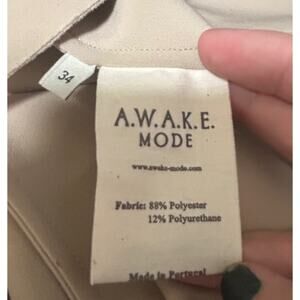 34
A.W.A.K.E.
MODE
www.awake-mode.com
Fabric: 88% Polyester
12% Polyurethane
Made in Portugal